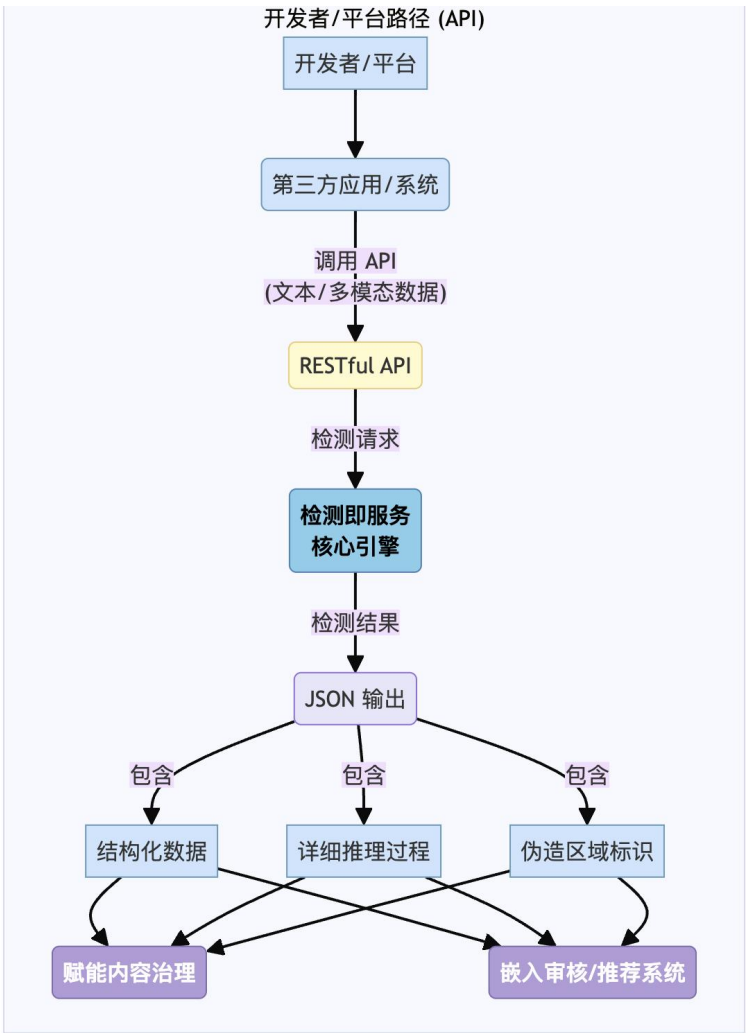 开发者/平台路径 (API)
开发者/平台
第三方应用/系统
调用 API
(文本/多模态数据)
RESTful API
检测请求
检测即服务
核心引擎
检测结果
JSON 输出
包含
包含
包含
结构化数据
详细推理过程
伪造区域标识
赋能内容治理
嵌入审核/推荐系统